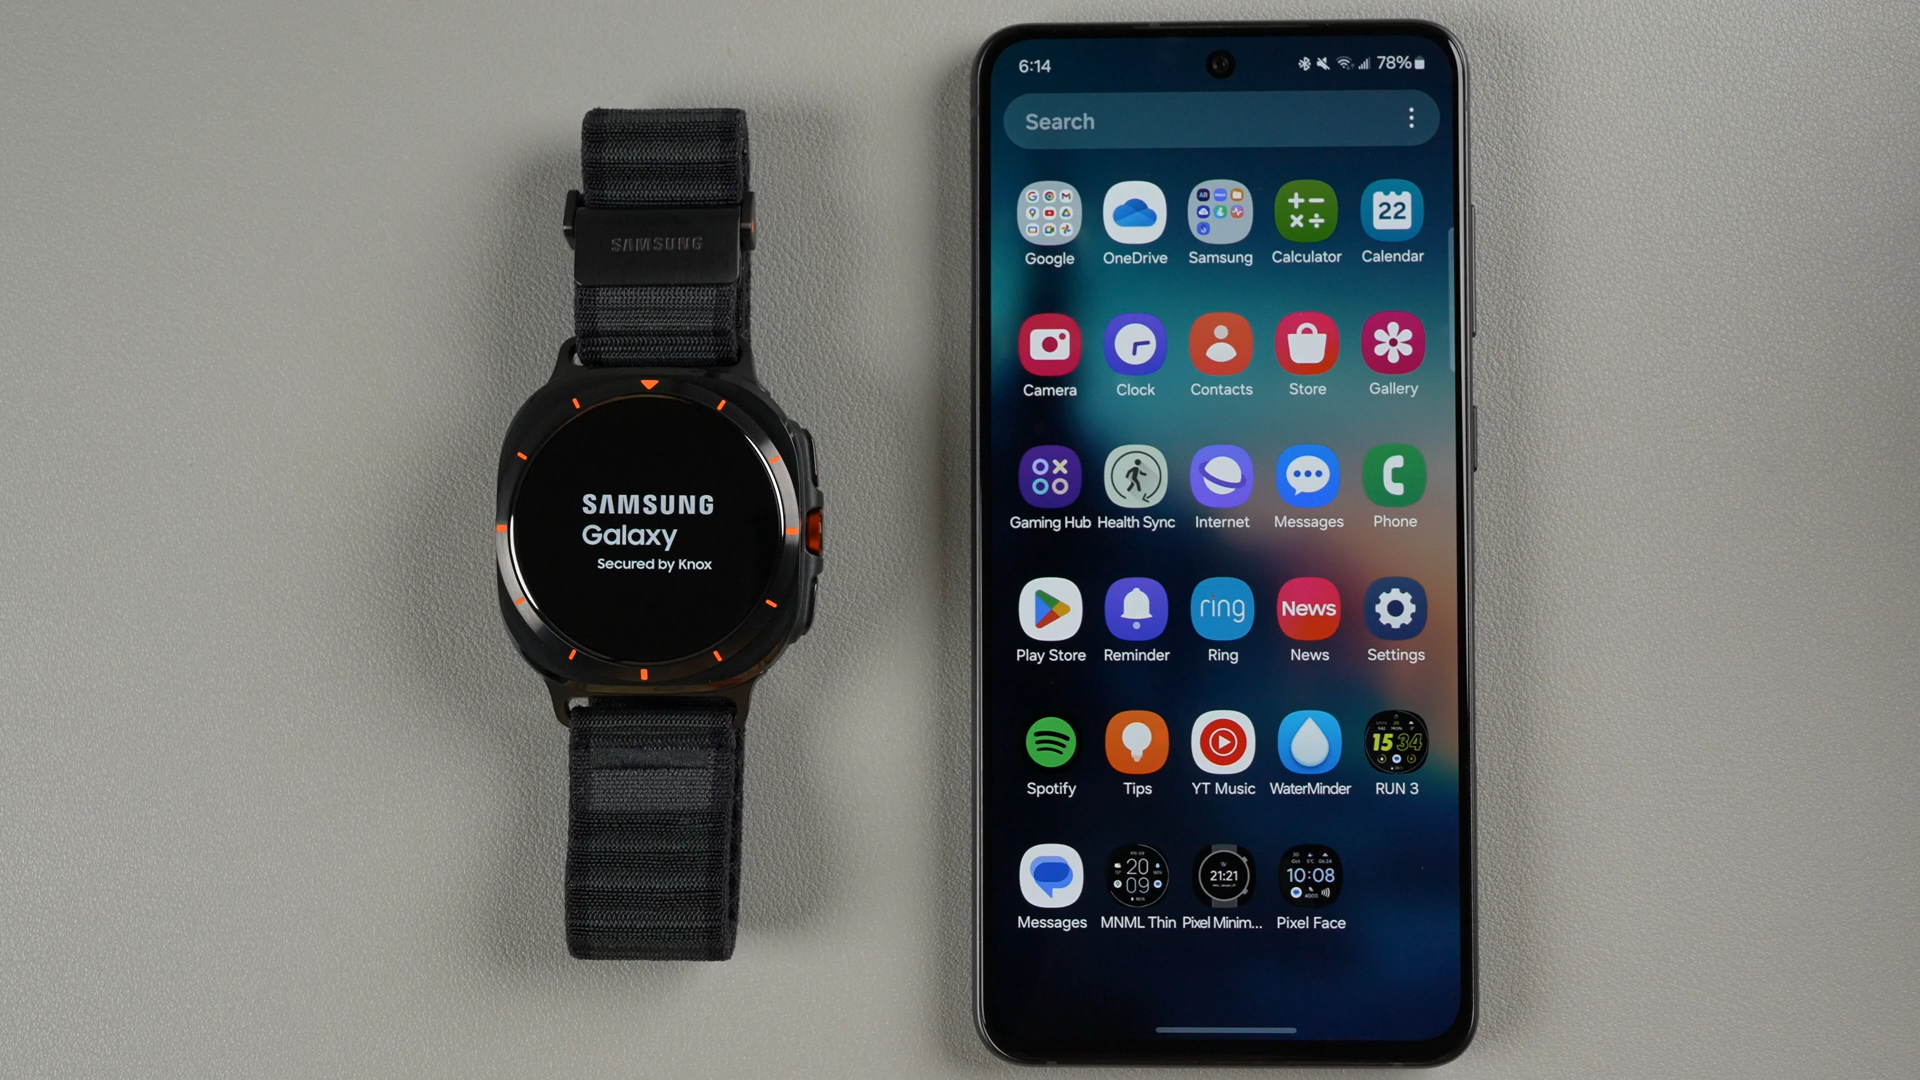 SAMSUNG
SAMSUNG
Galaxy
Secured by Knox
6:14
78%
Search
Google
OneDrive
Samsung
Calculator
22
Calendar
Camera
Clock
Contacts
Store
Gallery
Gaming Hub
Health Sync
Internet
Messages
Phone
Play Store
Reminder
ring
Ring
News
News
Settings
Spotify
Tips
YT Music
WaterMinder
15 34
RUN 3
Messages
20
09
MNML Thin
21:21
Pixel Minim...
10:08
Pixel Face